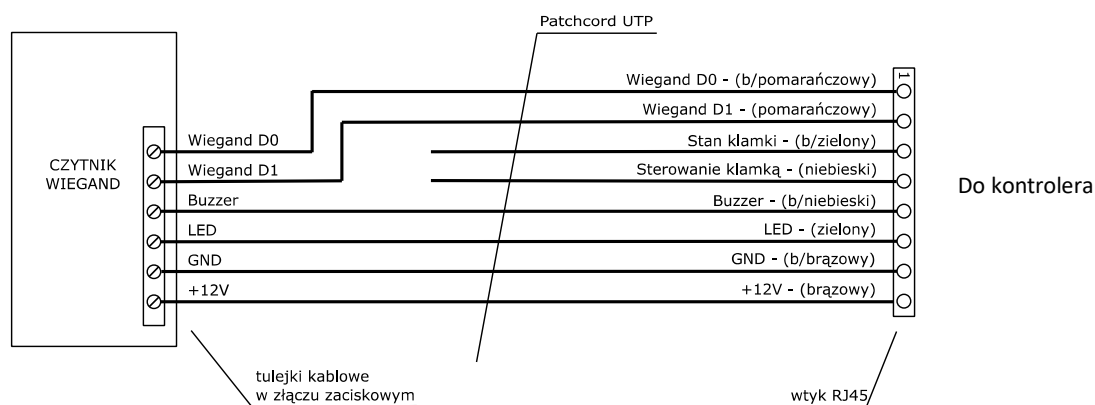 Patchcord UTP
1
Wiegand D0 - (b/pomarańczowy)
Wiegand D1 - (pomarańczowy)
Wiegand D0
Stan klamki - (b/zielony)
CZYTNIK
WIEGAND
Wiegand D1
Sterowanie klamką - (niebieski)
Do kontrolera
Buzzer
Buzzer - (b/niebieski)
LED
LED - (zielony)
GND
GND - (b/brązowy)
+12V
+12V - (brązowy)
tulejki kablowe
w złączu zaciskowym
wtyk RJ45